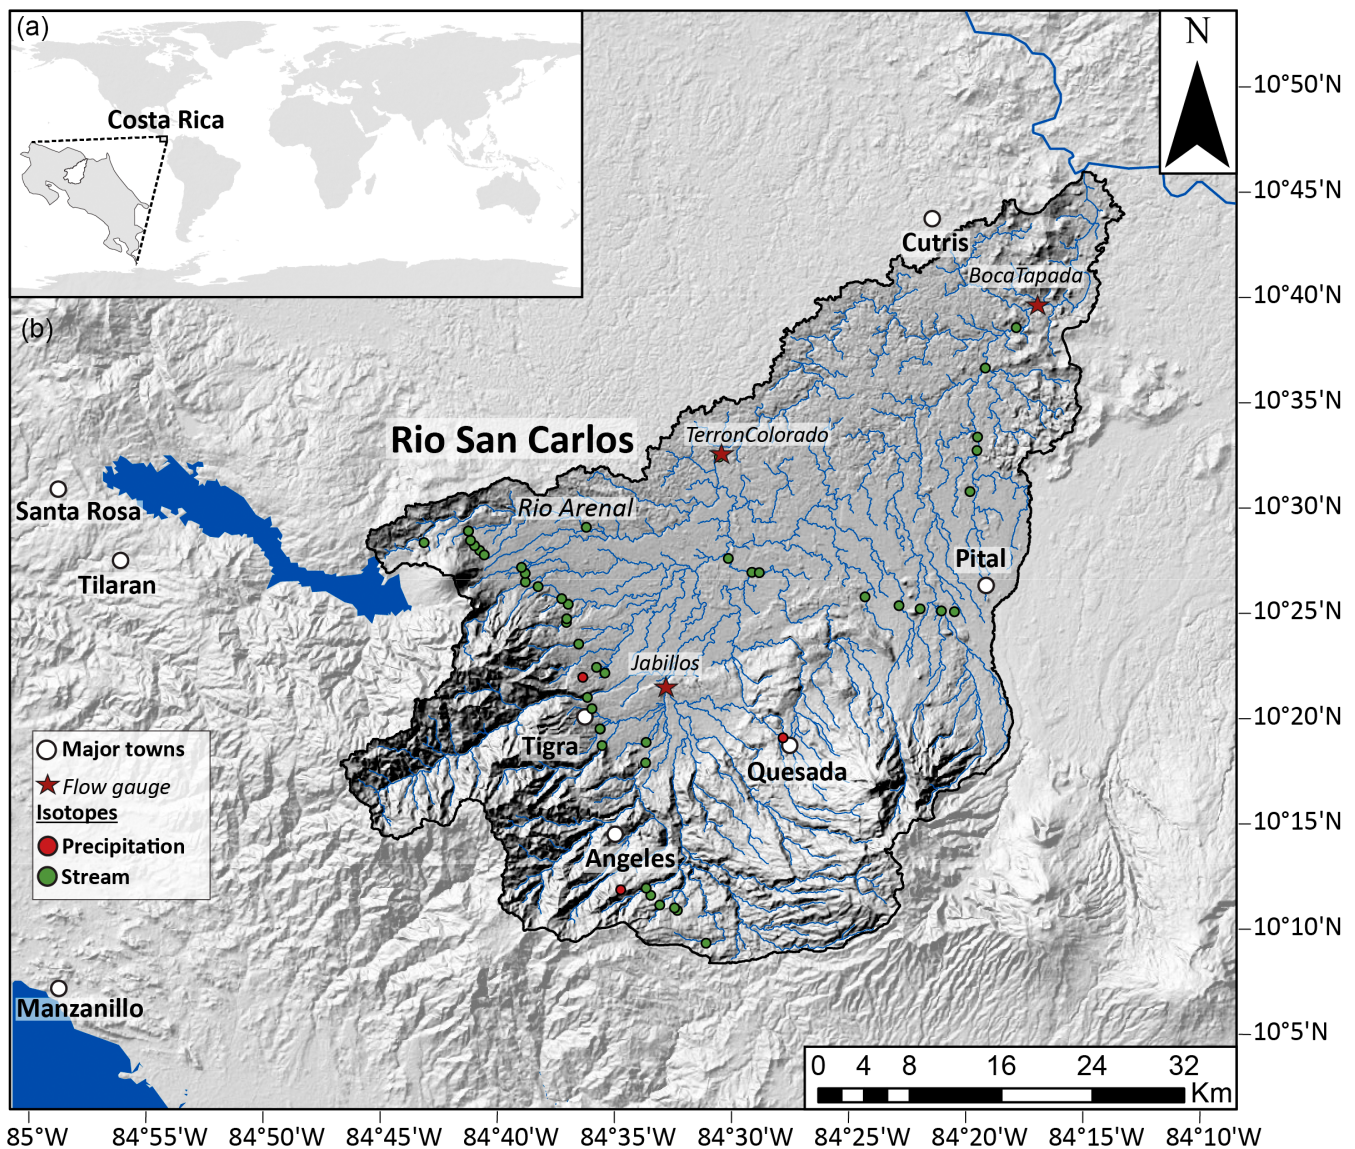 (a)
Costa Rica
(b)
N
10°50'N
10°45'N
Cutris
BocaTapada
10°40'N
10°35'N
Rio San Carlos
TerronColorado
Santa Rosa
Rio Arenal
10°30'N
Tilaran
Pital
10°25'N
Jabillos
10°20'N
Tigra
Quesada
Major towns
Flow gauge
Isotopes
Precipitation
Stream
10°15'N
Angeles
10°10'N
Manzanillo
10°5'N
0 4 8 16 24 32
Km
85°W 84°55'W 84°50'W 84°45'W 84°40'W 84°35'W 84°30'W 84°25'W 84°20'W 84°15'W 84°10'W